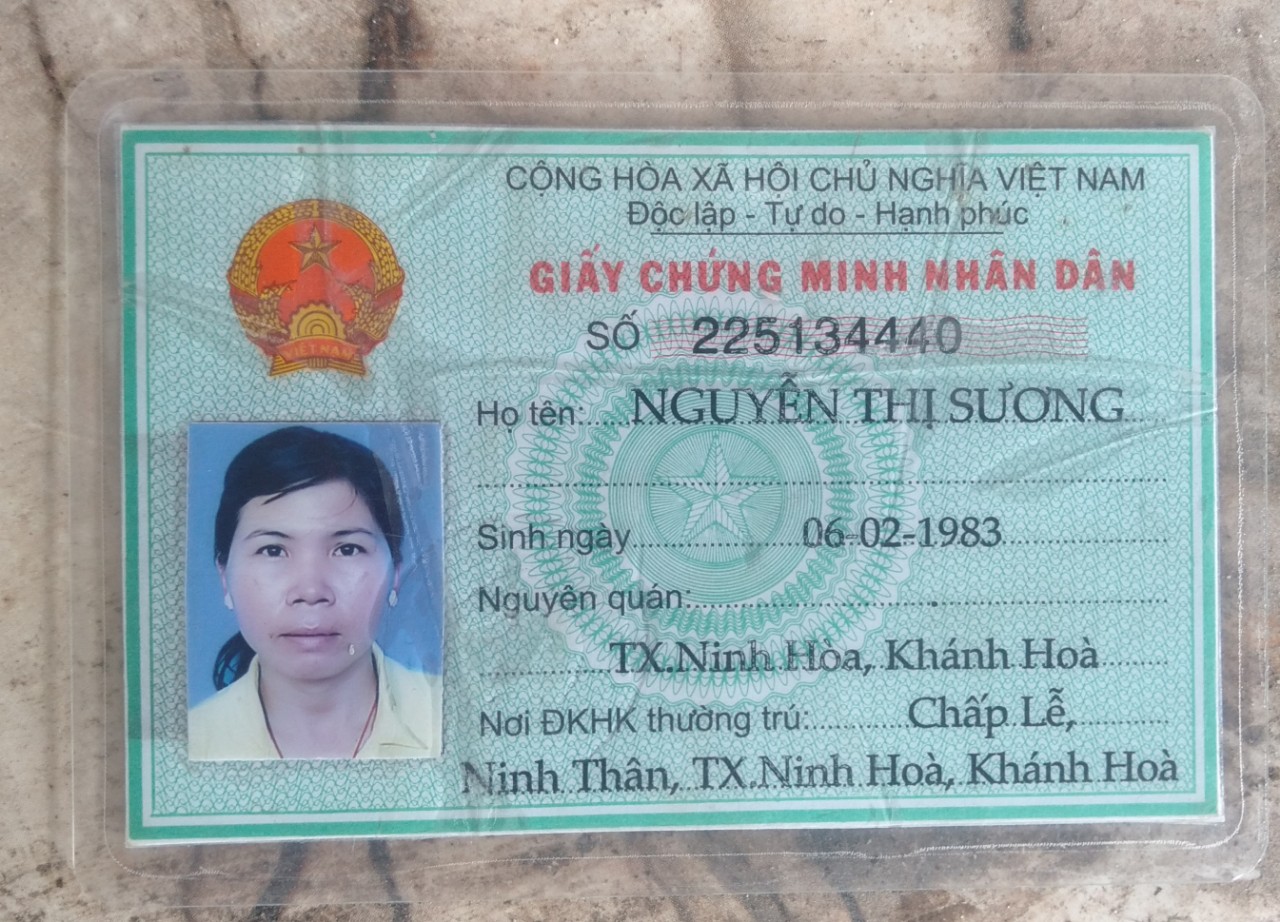 CỘNG HÒA XÃ HỘI CHỦ NGHĨA VIỆT NAM
Độc lập - Tự do - Hạnh phúc
GIẤY CHỨNG MINH NHÂN DÂN
SỐ 225134440
Họ tên: NGUYỄN THỊ SƯƠNG
Sinh ngày 06-02-1983
Nguyên quán:
TX.Ninh Hòa, Khánh Hoà
Nơi ĐKHK thường trú: Chấp Lễ,
Ninh Thân, TX.Ninh Hoà, Khánh Hoà
VIETNAM